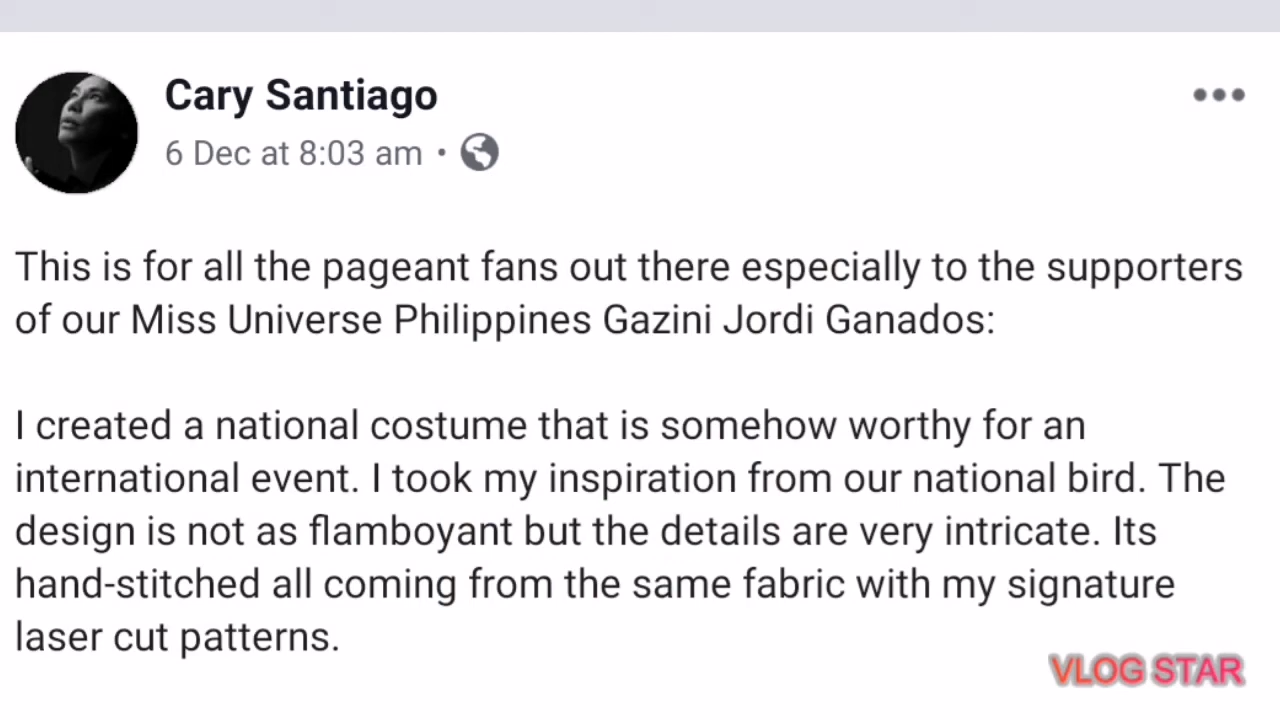 Cary Santiago
6 Dec at 8:03 am •
This is for all the pageant fans out there especially to the supporters
of our Miss Universe Philippines Gazini Jordi Ganados:
I created a national costume that is somehow worthy for an
international event. I took my inspiration from our national bird. The
design is not as flamboyant but the details are very intricate. Its
hand-stitched all coming from the same fabric with my signature
laser cut patterns.
VLOG STAR